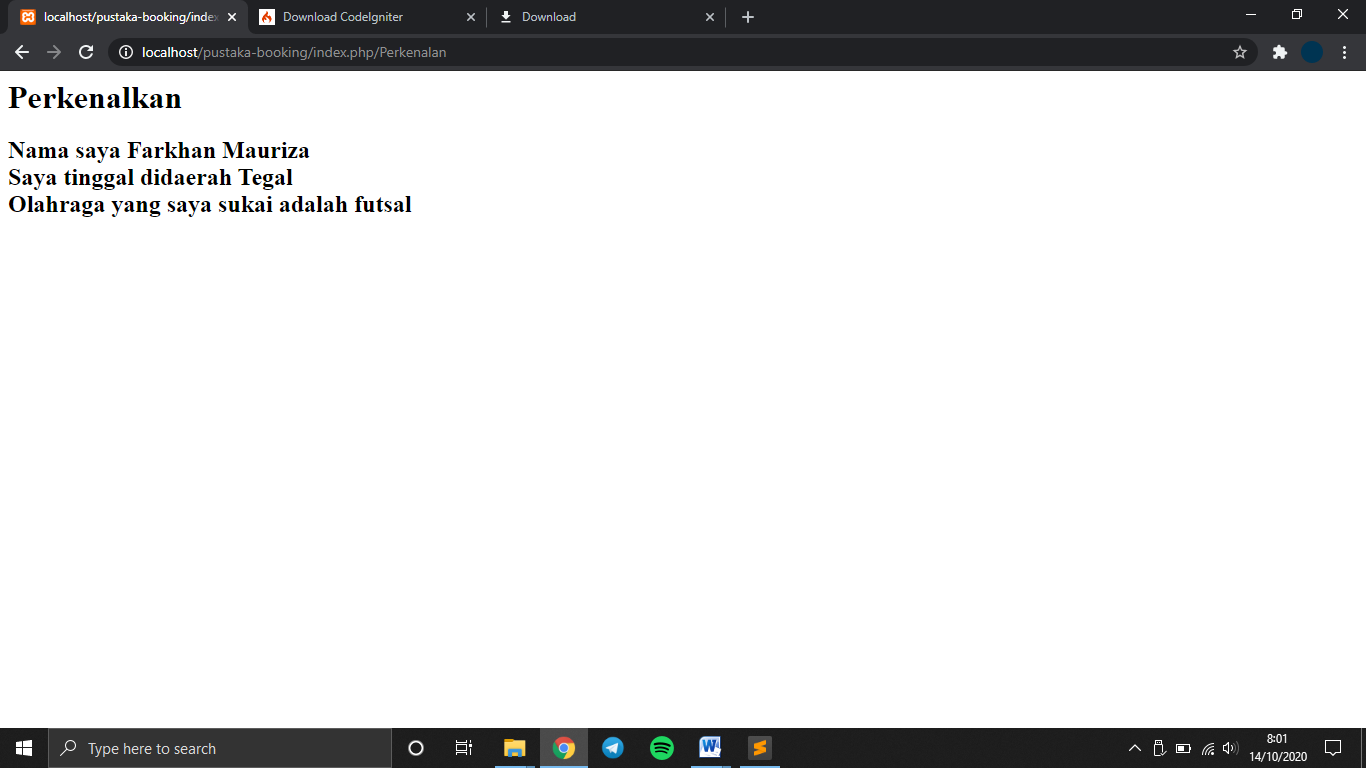 localhost/pustaka-booking/index
Download CodeIgniter
Download
localhost/pustaka-booking/index.php/Perkenalan
Perkenalkan
Nama saya Farkhan Mauriza
Saya tinggal didaerah Tegal
Olahraga yang saya sukai adalah futsal
Type here to search
8:01
14/10/2020